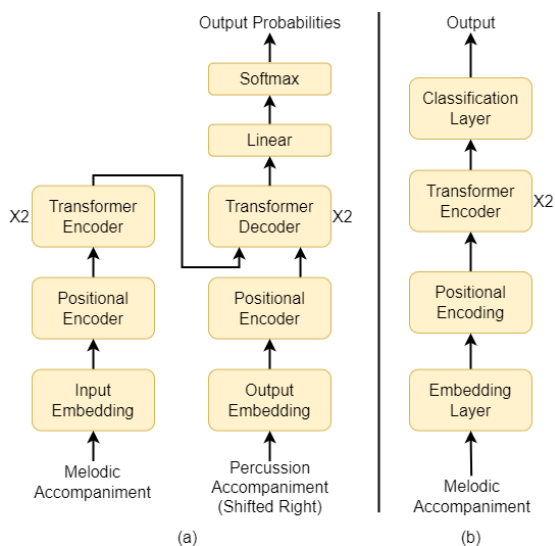 Output Probabilities
Softmax
Linear
Transformer
Encoder
X2
Transformer
Decoder
X2
Positional
Encoder
Positional
Encoder
Input
Embedding
Output
Embedding
Melodic
Accompaniment
Percussion
Accompaniment
(Shifted Right)
(a)
Output
Classification
Layer
Transformer
Encoder
X2
Positional
Encoding
Embedding
Layer
Melodic
Accompaniment
(b)